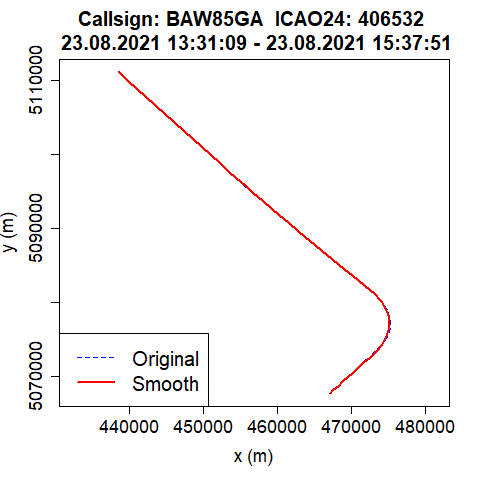 Callsign: BAW85GA  ICAO24: 406532
23.08.2021 13:31:09 - 23.08.2021 15:37:51
5110000
5090000
5070000
y (m)
Original
Smooth
440000 450000 460000 470000 480000
x (m)